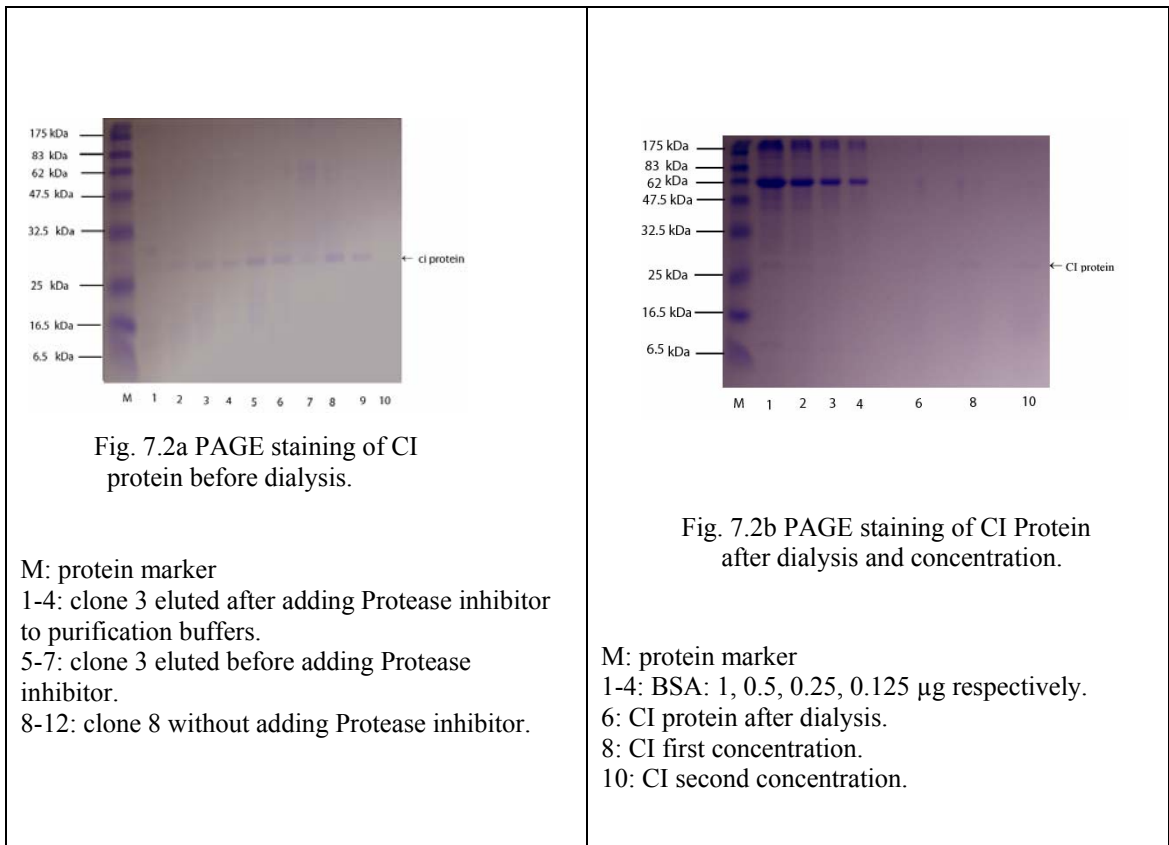 175 kDa
83 kDa
62 kDa
47.5 kDa
32.5 kDa
← ci protein
25 kDa
16.5 kDa
6.5 kDa
M 1 2 3 4 5 6 7 8 9 10
Fig. 7.2a PAGE staining of CI
protein before dialysis.
M: protein marker
1-4: clone 3 eluted after adding Protease inhibitor
to purification buffers.
5-7: clone 3 eluted before adding Protease
inhibitor.
8-12: clone 8 without adding Protease inhibitor.
175 kDa
83 kDa
62 kDa
47.5 kDa
32.5 kDa
← CI protein
25 kDa
16.5 kDa
6.5 kDa
M 1 2 3 4 6 8 10
Fig. 7.2b PAGE staining of CI Protein
after dialysis and concentration.
M: protein marker
1-4: BSA: 1, 0.5, 0.25, 0.125 µg respectively.
6: CI protein after dialysis.
8: CI first concentration.
10: CI second concentration.